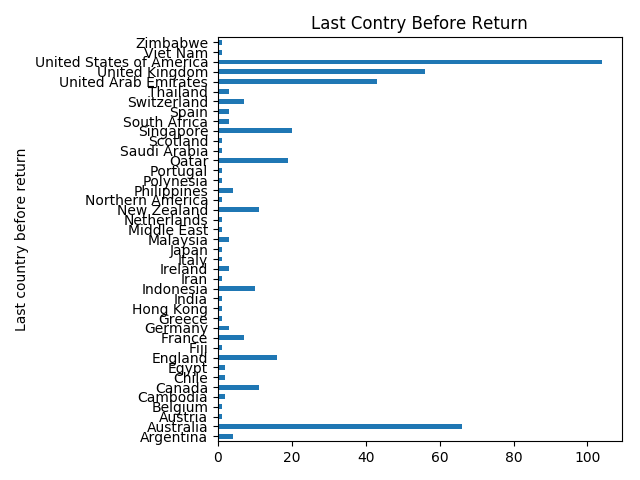 Last Contry Before Return
Zimbabwe
Viet Nam
United States of America
United Kingdom
United Arab Emirates
Thailand
Switzerland
Spain
South Africa
Singapore
Scotland
Saudi Arabia
Qatar
Portugal
Polynesia
Philippines
Northern America
New Zealand
Netherlands
Middle East
Malaysia
Japan
Italy
Ireland
Iran
Indonesia
India
Hong Kong
Greece
Germany
France
Fiji
England
Egypt
Chile
Canada
Cambodia
Belgium
Austria
Australia
Argentina
Last country before return
0 20 40 60 80 100